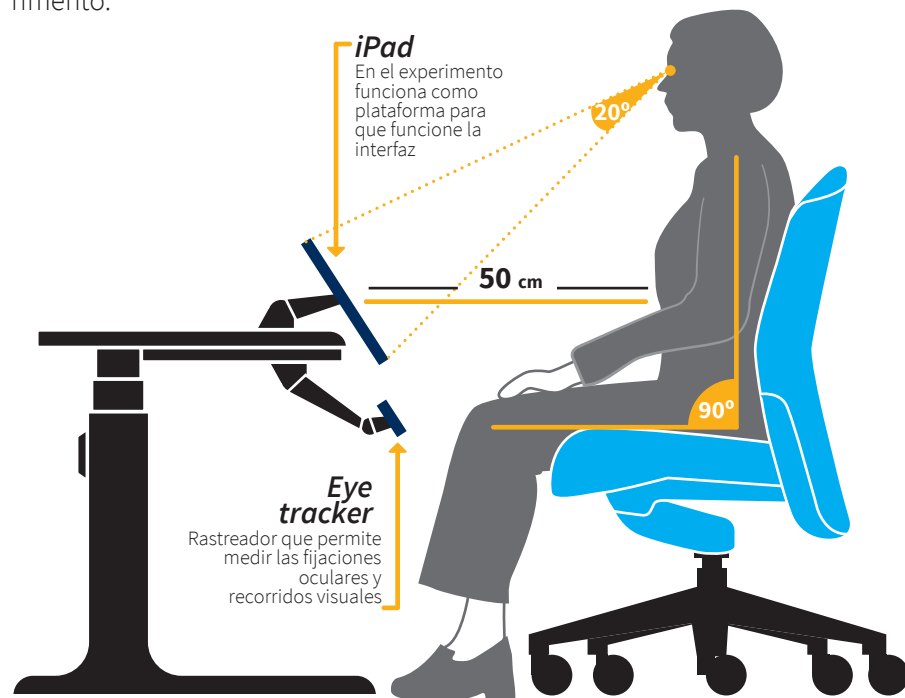 rimento.
iPad
En el experimento
funciona como
plataforma para
que funcione la
interfaz
20º
50 cm
90º
Eye
tracker
Rastreador que permite
medir las fijaciones
oculares y
recorridos visuales